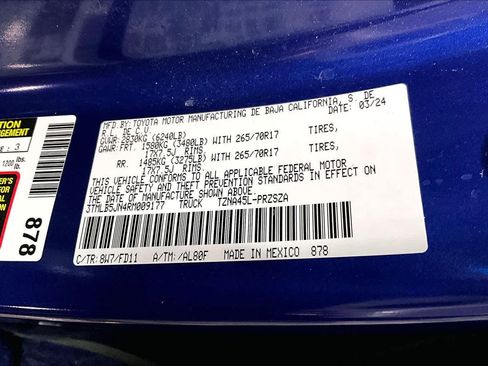 MFD.BY: TOYOTA MOTOR MANUFACTURING DE BAJA CALIFORNIA, S. DE
R.L. DE C.V. 03/24
GVWR: 2830KG (6240LB)
GAWR: FRT. 1580KG (3480LB) WITH 265/70R17 TIRES,
17X7.5J RIMS
RR. 1485KG (3275LB) WITH 265/70R17 TIRES,
17X7.5J RIMS
THIS VEHICLE CONFORMS TO ALL APPLICABLE FEDERAL MOTOR
VEHICLE SAFETY AND THEFT PREVENTION STANDARDS IN EFFECT ON
THE DATE OF MANUFACTURE SHOWN ABOVE.
3TMLB5JN4RM009177 TRUCK TZNA45L-PRZSZA
C/TR: 8W7/FD11 A/TM: /AL80F MADE IN MEXICO 878
3
1200 lbs.
878